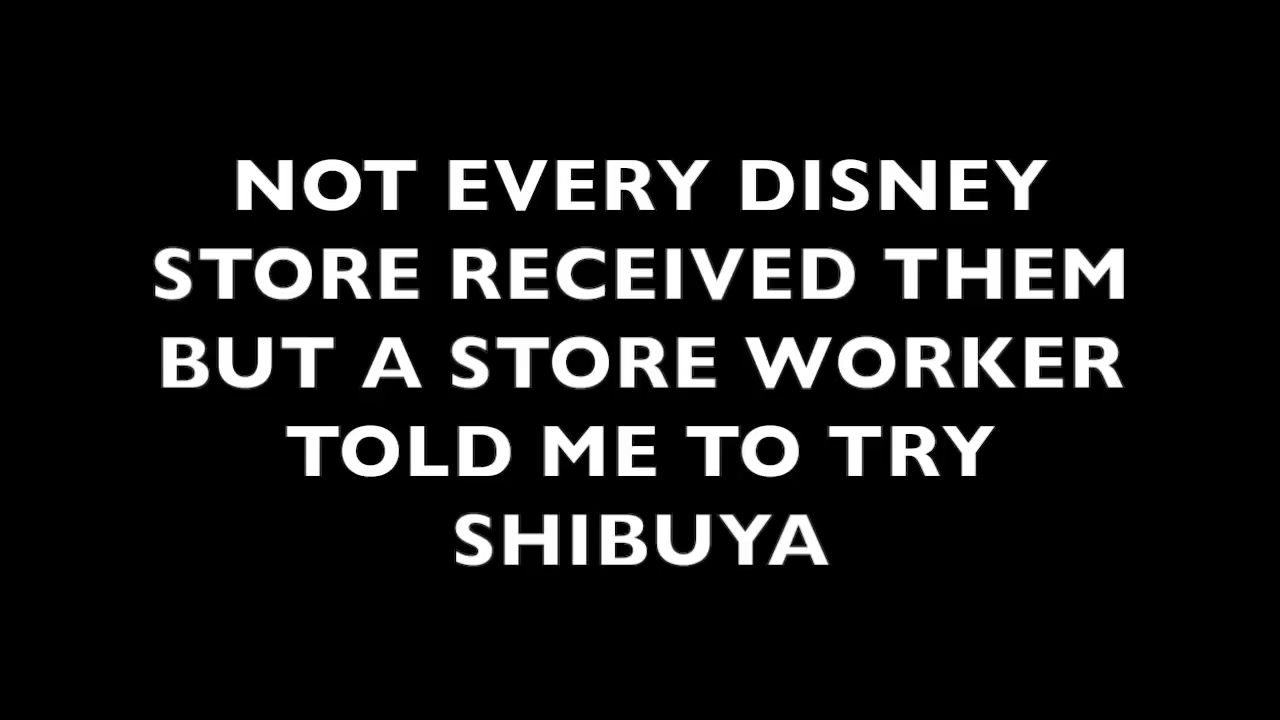 NOT EVERY DISNEY
STORE RECEIVED THEM
BUT A STORE WORKER
TOLD ME TO TRY
SHIBUYA